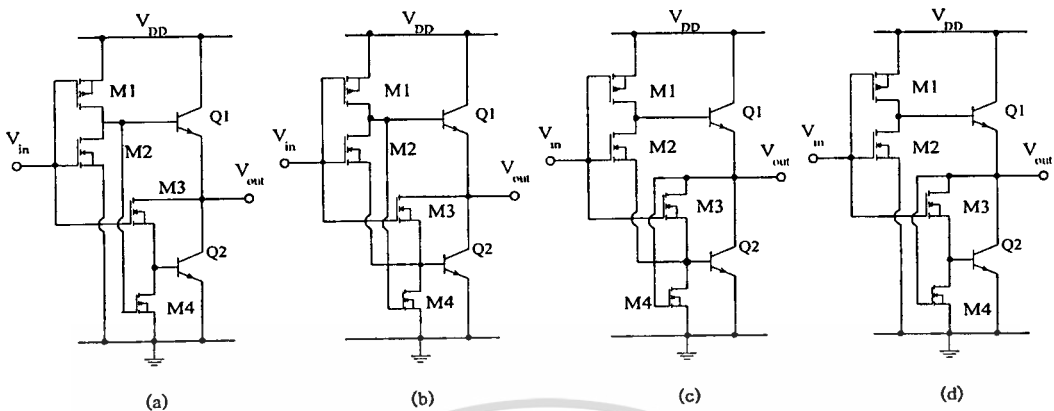 V_DD
M1
Q1
V_in
M2
M3
V_out
Q2
M4
(a)
V_DD
M1
Q1
V_in
M2
V_out
M3
Q2
M4
(b)
V_DD
M1
Q1
V_in
M2
V_out
M3
Q2
M4
(c)
V_DD
M1
Q1
V_in
M2
V_out
M3
Q2
M4
(d)